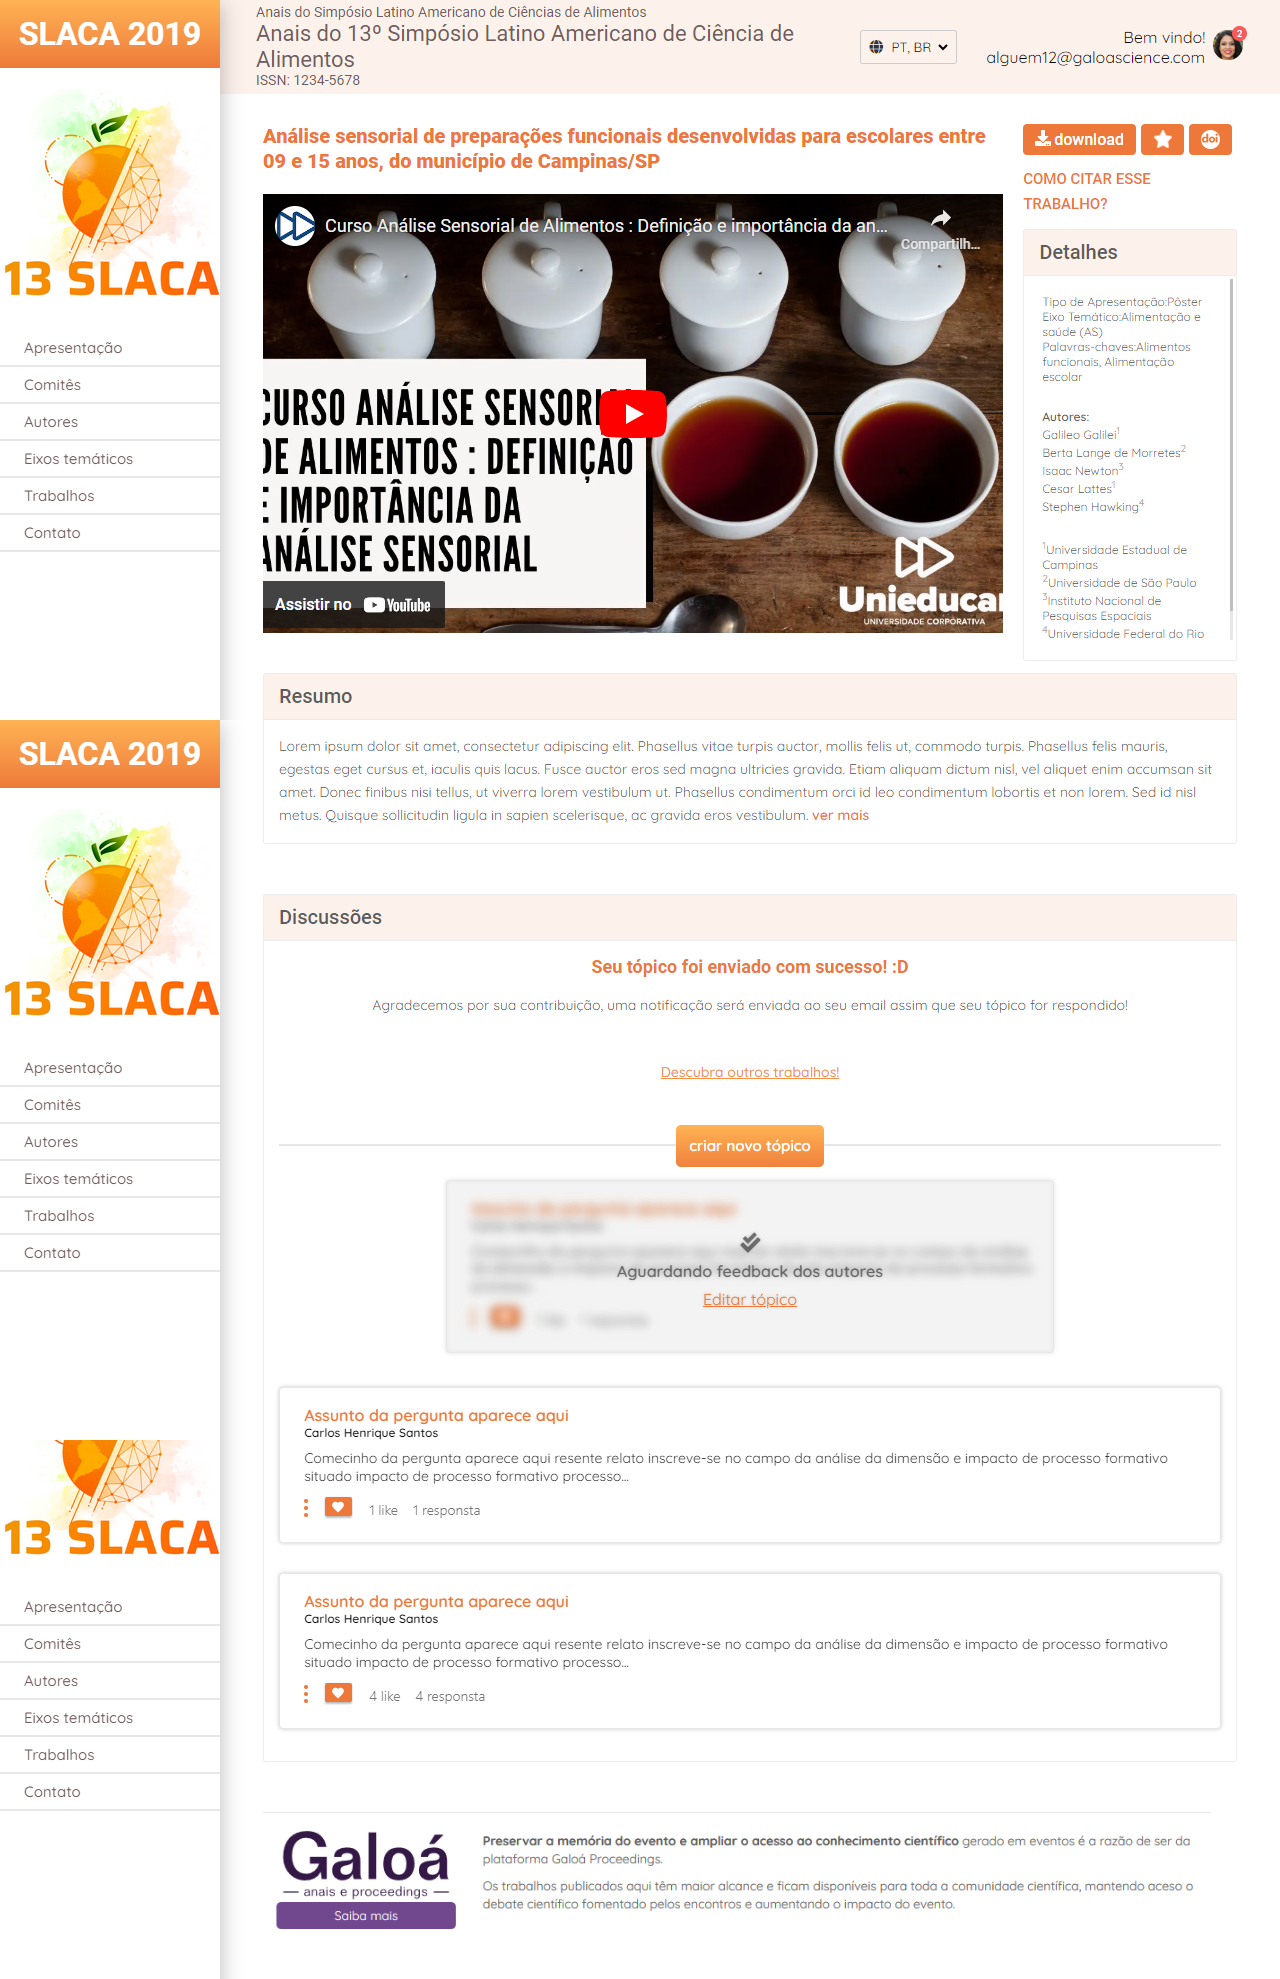 SLACA 2019
13 SLACA
Apresentação
Comitês
Autores
Eixos temáticos
Trabalhos
Contato
SLACA 2019
13 SLACA
Apresentação
Comitês
Autores
Eixos temáticos
Trabalhos
Contato
13 SLACA
Apresentação
Comitês
Autores
Eixos temáticos
Trabalhos
Contato
Anais do Simpósio Latino Americano de Ciências de Alimentos
Anais do 13º Simpósio Latino Americano de Ciência de
Alimentos
ISSN: 1234-5678
PT, BR
Bem vindo!
alguem12@galoascience.com
2
Análise sensorial de preparações funcionais desenvolvidas para escolares entre
09 e 15 anos, do município de Campinas/SP
Curso Análise Sensorial de Alimentos : Definição e importância da an...
Compartilh...
CURSO ANÁLISE SENSORIAL
DE ALIMENTOS : DEFINIÇÃO
E IMPORTÂNCIA DA
ANÁLISE SENSORIAL
Assistir no YouTube
Unieducar
UNIVERSIDADE CORPORATIVA
download
doi
COMO CITAR ESSE
TRABALHO?
Detalhes
Tipo de Apresentação:Pôster
Eixo Temático:Alimentação e
saúde (AS)
Palavras-chaves:Alimentos
funcionais, Alimentação
escolar
Autores:
Galileo Galilei1
Berta Lange de Morretes2
Isaac Newton3
Cesar Lattes1
Stephen Hawking4
1Universidade Estadual de
Campinas
2Universidade de São Paulo
3Instituto Nacional de
Pesquisas Espaciais
4Universidade Federal do Rio
Resumo
Lorem ipsum dolor sit amet, consectetur adipiscing elit. Phasellus vitae turpis auctor, mollis felis ut, commodo turpis. Phasellus felis mauris,
egestas eget cursus et, iaculis quis lacus. Fusce auctor eros sed magna ultricies gravida. Etiam aliquam dictum nisl, vel aliquet enim accumsan sit
amet. Donec finibus nisi tellus, ut viverra lorem vestibulum ut. Phasellus condimentum orci id leo condimentum lobortis et non lorem. Sed id nisl
metus. Quisque sollicitudin ligula in sapien scelerisque, ac gravida eros vestibulum. ver mais
Discussões
Seu tópico foi enviado com sucesso! :D
Agradecemos por sua contribuição, uma notificação será enviada ao seu email assim que seu tópico for respondido!
Descubra outros trabalhos!
criar novo tópico
Aguardando feedback dos autores
Editar tópico
Assunto da pergunta aparece aqui
Carlos Henrique Santos
Comecinho da pergunta aparece aqui resente relato inscreve-se no campo da análise da dimensão e impacto de processo formativo
situado impacto de processo formativo processo...
1 like 1 responsta
Assunto da pergunta aparece aqui
Carlos Henrique Santos
Comecinho da pergunta aparece aqui resente relato inscreve-se no campo da análise da dimensão e impacto de processo formativo
situado impacto de processo formativo processo...
4 like 4 responsta
Galoá
anais e proceedings
Saiba mais
Preservar a memória do evento e ampliar o acesso ao conhecimento científico gerado em eventos é a razão de ser da
plataforma Galoá Proceedings.
Os trabalhos publicados aqui têm maior alcance e ficam disponíveis para toda a comunidade científica, mantendo aceso o
debate científico fomentado pelos encontros e aumentando o impacto do evento.